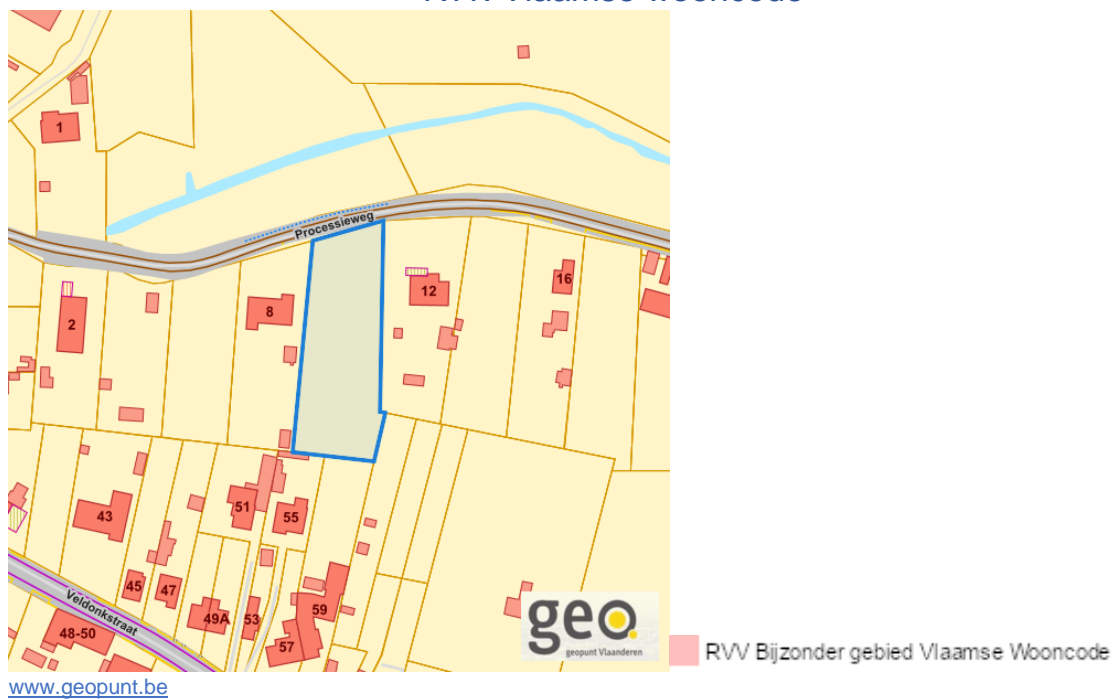 Vlaamse wooncode
1
Processieweg
2
8
12
16
43
51
55
45
47
49A
53
59
57
Veldonkstraat
48-50
geo.
geopunt Vlaanderen
RVV Bijzonder gebied Vlaamse Wooncode
www.geopunt.be